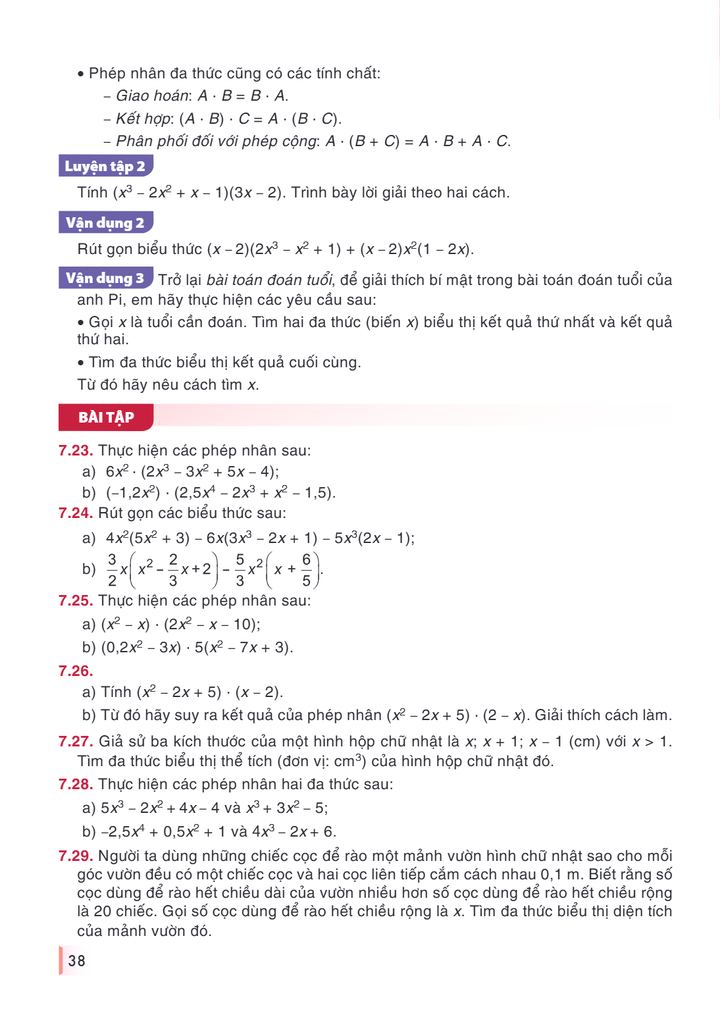 • Phép nhân đa thức cũng có các tính chất:
– Giao hoán: A · B = B · A.
– Kết hợp: (A · B) · C = A · (B · C).
– Phân phối đối với phép cộng: A · (B + C) = A · B + A · C.
Luyện tập 2
Tính (x³ – 2x² + x – 1)(3x – 2). Trình bày lời giải theo hai cách.
Vận dụng 2
Rút gọn biểu thức (x – 2)(2x³ – x² + 1) + (x – 2)x²(1 – 2x).
Vận dụng 3 Trở lại bài toán đoán tuổi, để giải thích bí mật trong bài toán đoán tuổi của
anh Pi, em hãy thực hiện các yêu cầu sau:
• Gọi x là tuổi cần đoán. Tìm hai đa thức (biến x) biểu thị kết quả thứ nhất và kết quả
thứ hai.
• Tìm đa thức biểu thị kết quả cuối cùng.
Từ đó hãy nêu cách tìm x.
BÀI TẬP
7.23. Thực hiện các phép nhân sau:
a) 6x² · (2x³ – 3x² + 5x – 4);
b) (–1,2x²) · (2,5x⁴ – 2x³ + x² – 1,5).
7.24. Rút gọn các biểu thức sau:
a) 4x²(5x² + 3) – 6x(3x³ – 2x + 1) – 5x³(2x – 1);
b) 3/2 x(x² – 2/3 x + 2) – 5/3 x²(x + 6/5).
7.25. Thực hiện các phép nhân sau:
a) (x² – x) · (2x² – x – 10);
b) (0,2x² – 3x) · 5(x² – 7x + 3).
7.26.
a) Tính (x² – 2x + 5) · (x – 2).
b) Từ đó hãy suy ra kết quả của phép nhân (x² – 2x + 5) · (2 – x). Giải thích cách làm.
7.27. Giả sử ba kích thước của một hình hộp chữ nhật là x; x + 1; x – 1 (cm) với x > 1.
Tìm đa thức biểu thị thể tích (đơn vị: cm³) của hình hộp chữ nhật đó.
7.28. Thực hiện các phép nhân hai đa thức sau:
a) 5x³ – 2x² + 4x – 4 và x³ + 3x² – 5;
b) –2,5x⁴ + 0,5x² + 1 và 4x³ – 2x + 6.
7.29. Người ta dùng những chiếc cọc để rào một mảnh vườn hình chữ nhật sao cho mỗi
góc vườn đều có một chiếc cọc và hai cọc liên tiếp cắm cách nhau 0,1 m. Biết rằng số
cọc dùng để rào hết chiều dài của vườn nhiều hơn số cọc dùng để rào hết chiều rộng
là 20 chiếc. Gọi số cọc dùng để rào hết chiều rộng là x. Tìm đa thức biểu thị diện tích
của mảnh vườn đó.
38